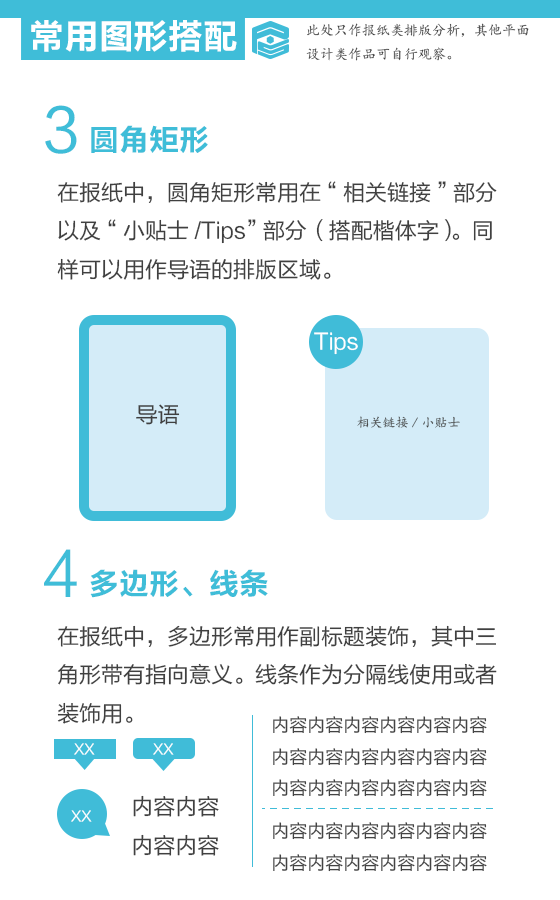 常用图形搭配
此处只作报纸类排版分析，其他平面
设计类作品可自行观察。
3 圆角矩形
在报纸中，圆角矩形常用在“相关链接”部分
以及“小贴士/Tips”部分（搭配楷体字）。同
样可以用作导语的排版区域。
导语
Tips
相关链接/小贴士
4 多边形、线条
在报纸中，多边形常用作副标题装饰，其中三
角形带有指向意义。线条作为分隔线使用或者
装饰用。
XX
XX
XX
内容内容
内容内容
内容内容内容内容内容内容
内容内容内容内容内容内容
内容内容内容内容内容内容
内容内容内容内容内容内容
内容内容内容内容内容内容